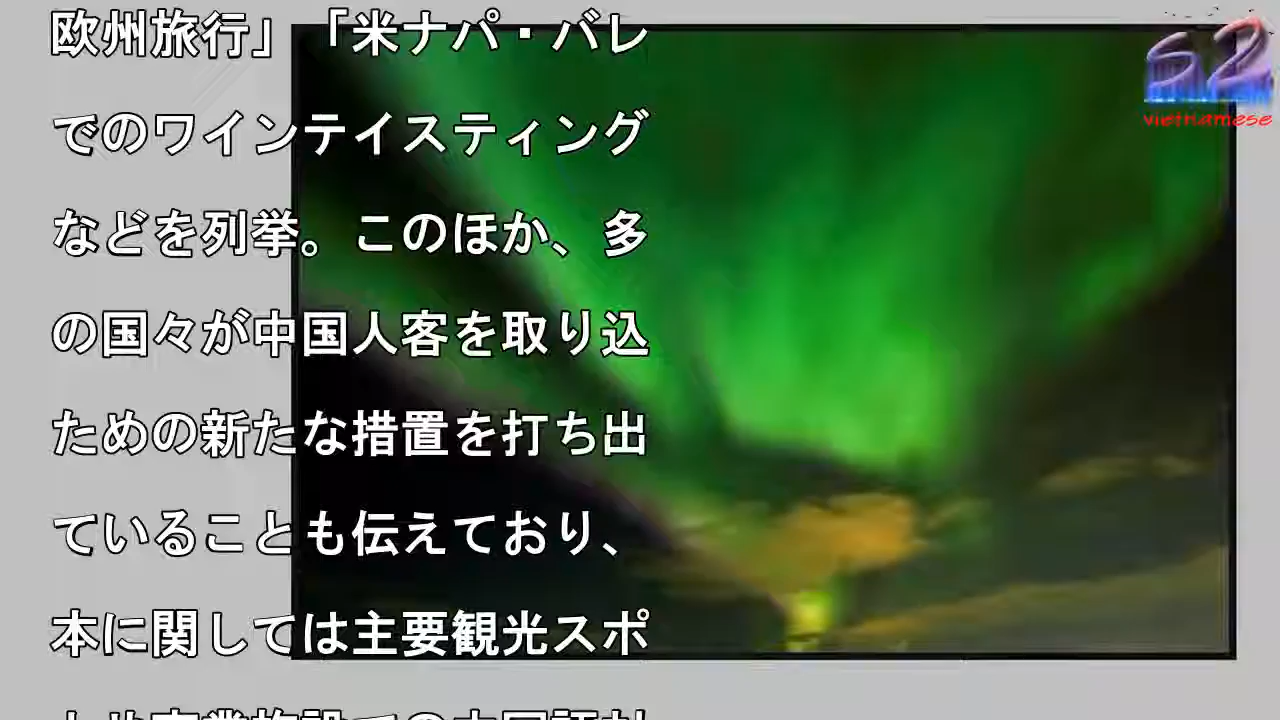 欧州旅行」「米ナパ・バレ
でのワインテイスティング
などを列挙。このほか、多
の国々が中国人客を取り込
ための新たな措置を打ち出
ていることも伝えており、
本に関しては主要観光スポ
S2
vietnamese